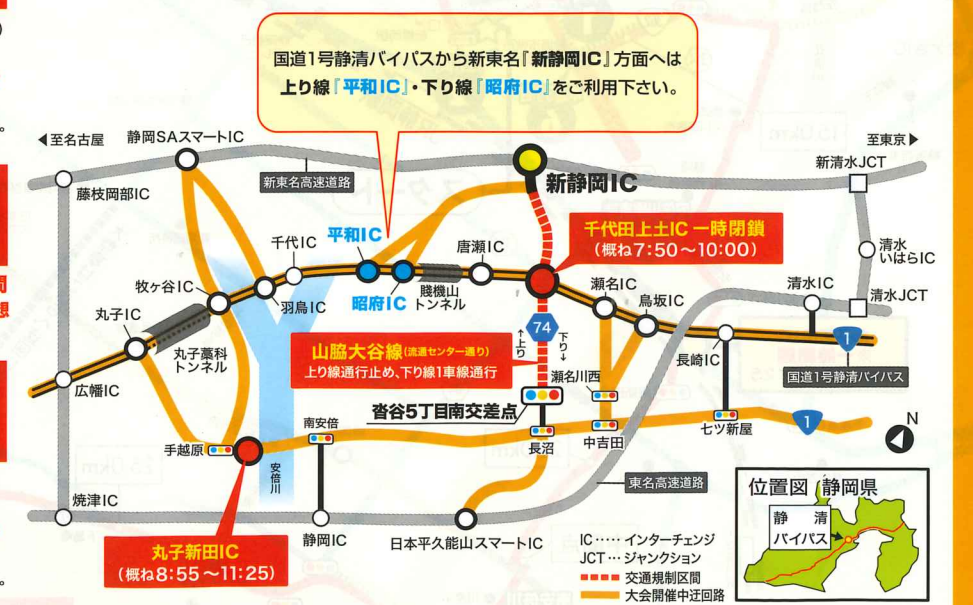 国道1号静清バイパスから新東名『新静岡IC』方面へは
上り線『平和IC』・下り線『昭府IC』をご利用下さい。
◀至名古屋
静岡SAスマートIC
至東京▶
新清水JCT
藤枝岡部IC
新東名高速道路
新静岡IC
千代田上土IC 一時閉鎖
(概ね7:50～10:00)
平和IC
千代IC
唐瀬IC
清水
いはらIC
牧ヶ谷IC
羽鳥IC
昭府IC
賤機山
トンネル
瀬名IC
鳥坂IC
清水IC
清水JCT
丸子IC
丸子藁科
トンネル
74
↑上り
下り↓
山脇大谷線(流通センター通り)
上り線通行止め、下り線1車線通行
長崎IC
1
国道1号静清バイパス
広幡IC
瀬名川西
沓谷5丁目南交差点
南安倍
手越原
安倍川
長沼
中吉田
七ツ新屋
1
N
東名高速道路
焼津IC
静岡IC
日本平久能山スマートIC
丸子新田IC
(概ね8:55～11:25)
IC……インターチェンジ
JCT…ジャンクション
交通規制区間
大会開催中迂回路
位置図 静岡県
静清
バイパス